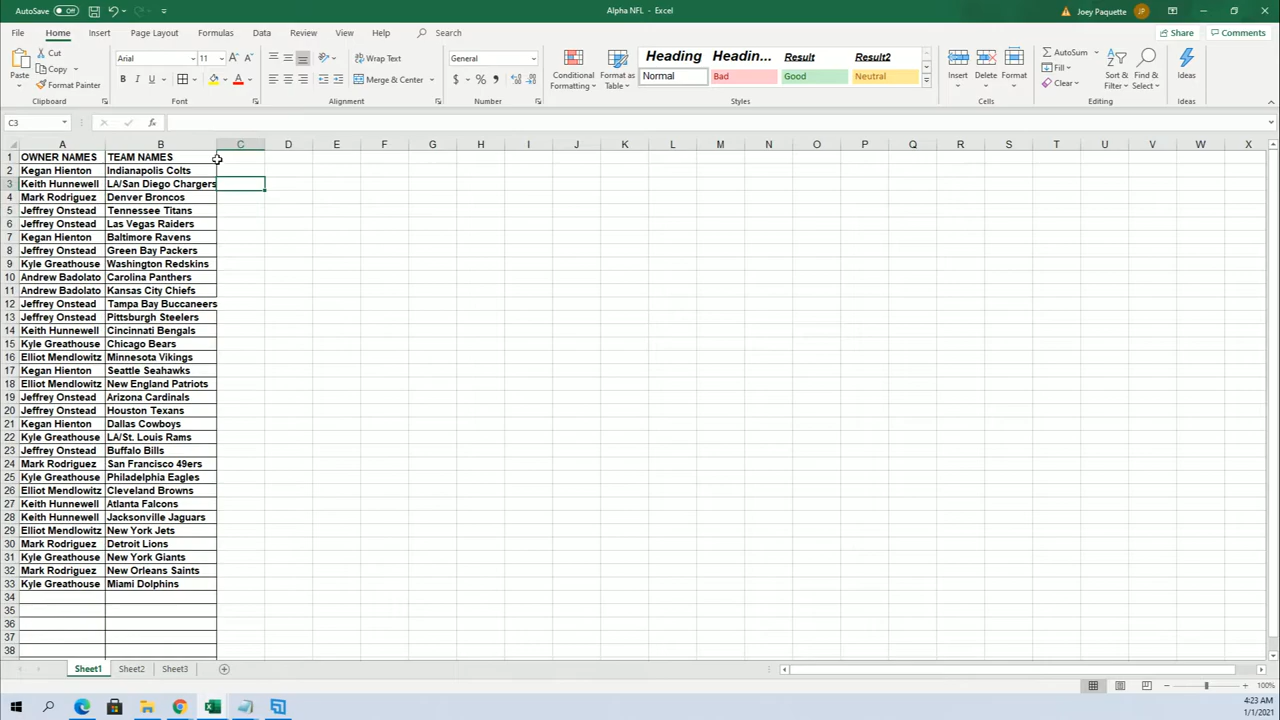 AutoSave Off Alpha NFL - Excel Joey Paquette JP
File Home Insert Page Layout Formulas Data Review View Help Search Share Comments
Paste Cut Copy Format Painter Clipboard
Arial 11 B I U Font
Wrap Text Merge & Center Alignment
General $ % Number
Conditional Formatting Format as Table
Heading Headin... Result Result2
Normal Bad Good Neutral
Styles
Insert Delete Format Cells
AutoSum Fill Clear Sort & Filter Find & Select Editing
Ideas Ideas
C3 fx
A B C D E F G H I J K L M N O P Q R S T U V W X
1 OWNER NAMES TEAM NAMES
2 Kegan Hienton Indianapolis Colts
3 Keith Hunnewell LA/San Diego Chargers
4 Mark Rodriguez Denver Broncos
5 Jeffrey Onstead Tennessee Titans
6 Jeffrey Onstead Las Vegas Raiders
7 Kegan Hienton Baltimore Ravens
8 Jeffrey Onstead Green Bay Packers
9 Kyle Greathouse Washington Redskins
10 Andrew Badolato Carolina Panthers
11 Andrew Badolato Kansas City Chiefs
12 Jeffrey Onstead Tampa Bay Buccaneers
13 Jeffrey Onstead Pittsburgh Steelers
14 Keith Hunnewell Cincinnati Bengals
15 Kyle Greathouse Chicago Bears
16 Elliot Mendlowitz Minnesota Vikings
17 Kegan Hienton Seattle Seahawks
18 Elliot Mendlowitz New England Patriots
19 Jeffrey Onstead Arizona Cardinals
20 Jeffrey Onstead Houston Texans
21 Kegan Hienton Dallas Cowboys
22 Kyle Greathouse LA/St. Louis Rams
23 Jeffrey Onstead Buffalo Bills
24 Mark Rodriguez San Francisco 49ers
25 Kyle Greathouse Philadelphia Eagles
26 Elliot Mendlowitz Cleveland Browns
27 Keith Hunnewell Atlanta Falcons
28 Keith Hunnewell Jacksonville Jaguars
29 Elliot Mendlowitz New York Jets
30 Mark Rodriguez Detroit Lions
31 Kyle Greathouse New York Giants
32 Mark Rodriguez New Orleans Saints
33 Kyle Greathouse Miami Dolphins
34
35
36
37
38
Sheet1 Sheet2 Sheet3
100%
4:23 AM
1/1/2021